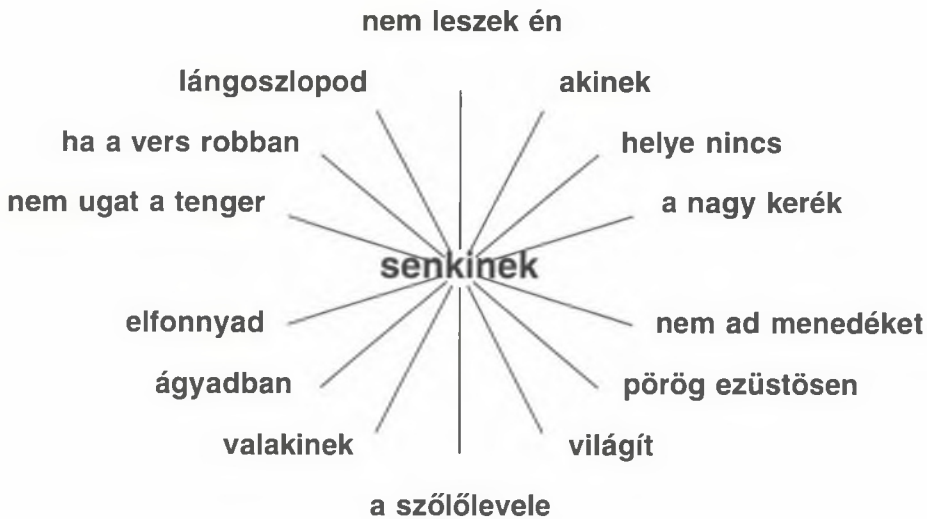 nem leszek én
lángoszlopod
akinek
ha a vers robban
helye nincs
nem ugat a tenger
a nagy kerék
senkinek
elfonnyad
nem ad menedéket
ágyadban
pörög ezüstösen
valakinek
világít
a szőlőlevele